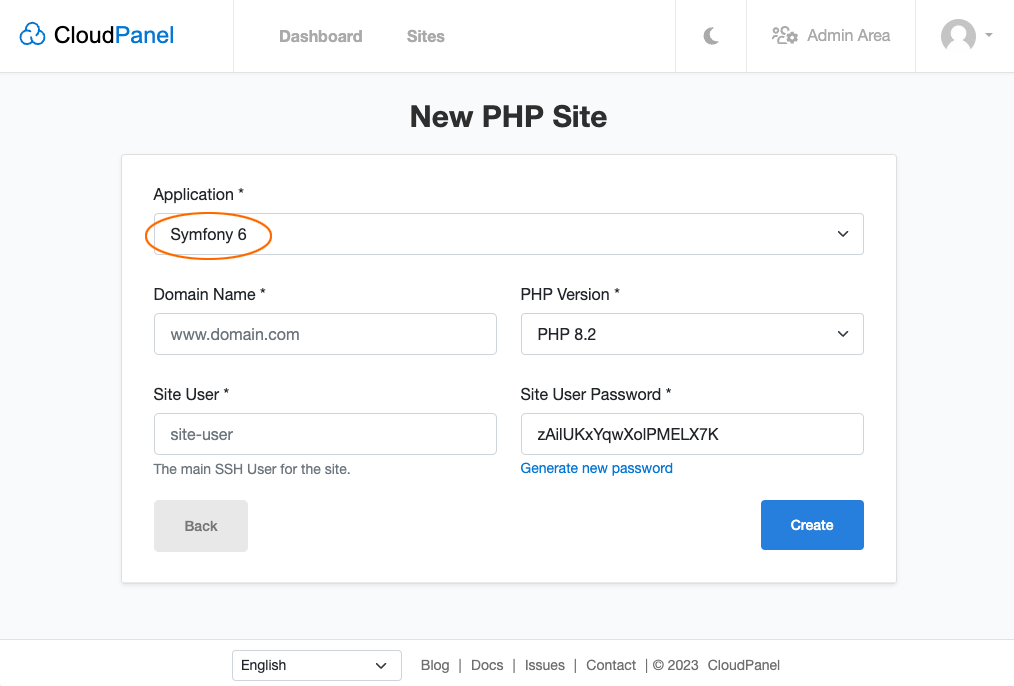 CloudPanel Dashboard Sites Admin Area
New PHP Site
Application *
Symfony 6
Domain Name * PHP Version *
www.domain.com PHP 8.2
Site User * Site User Password *
site-user zAilUKxYqwXolPMELX7K
The main SSH User for the site. Generate new password
Back Create
English Blog | Docs | Issues | Contact | © 2023 CloudPanel